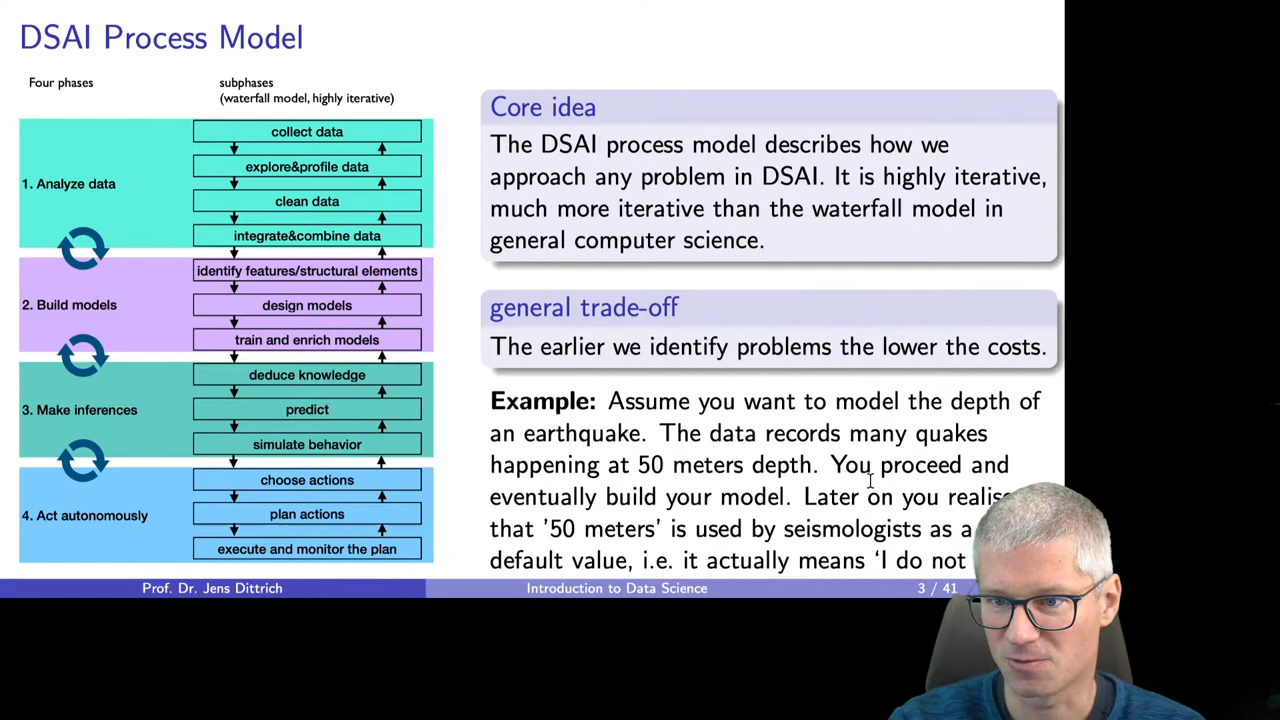 DSAI Process Model
Four phases
subphases
(waterfall model, highly iterative)
1. Analyze data
collect data
explore&profile data
clean data
integrate&combine data
2. Build models
identify features/structural elements
design models
train and enrich models
3. Make inferences
deduce knowledge
predict
simulate behavior
4. Act autonomously
choose actions
plan actions
execute and monitor the plan
Core idea
The DSAI process model describes how we
approach any problem in DSAI. It is highly iterative,
much more iterative than the waterfall model in
general computer science.
general trade-off
The earlier we identify problems the lower the costs.
Example: Assume you want to model the depth of
an earthquake. The data records many quakes
happening at 50 meters depth. You proceed and
eventually build your model. Later on you realise
that '50 meters' is used by seismologists as a
default value, i.e. it actually means ‘I do not
Prof. Dr. Jens Dittrich
Introduction to Data Science
3 / 41